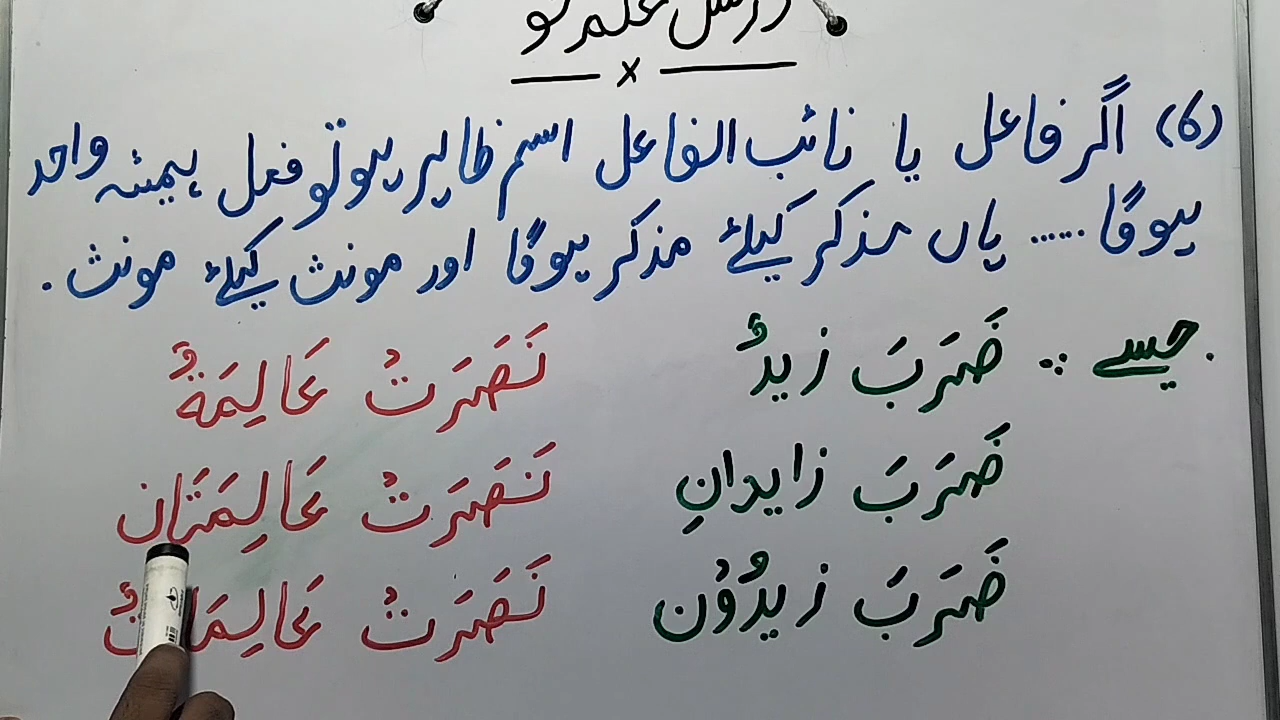 درس علم نحو
x
(6) اگر فاعل یا نائب الفاعل اسم ظاہر ہو تو فعل ہمیشہ واحد
ہوگا ..... ہاں مذکر کیلئے مذکر ہوگا اور مونث کیلئے مونث .
جیسے : ضَرَبَ زیدٌ نَصَرَتْ عَالِمَةٌ
ضَرَبَ زایدانِ نَصَرَتْ عَالِمَتَان
ضَرَبَ زیدُوْن نَصَرَتْ عَالِمَاتٌ